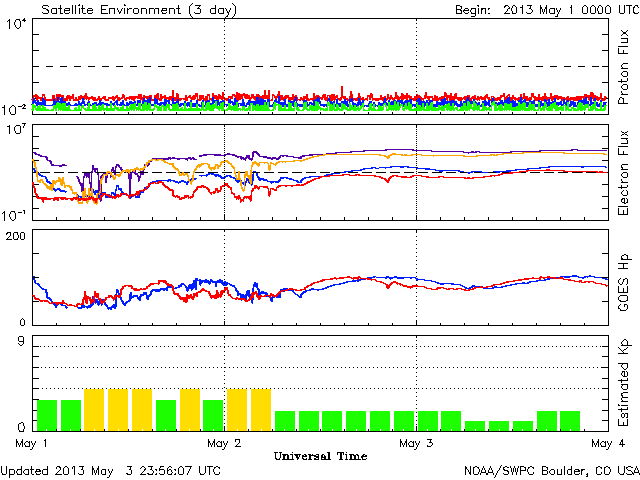 Satellite Environment (3 day) Begin: 2013 May 1 0000 UTC
10⁴
Proton Flux
10⁻²
10⁷
Electron Flux
10⁻¹
200
GOES Hp
0
9
Estimated Kp
0
May 1 May 2 May 3 May 4
Universal Time
Updated 2013 May 3 23:56:07 UTC NOAA/SWPC Boulder, CO USA